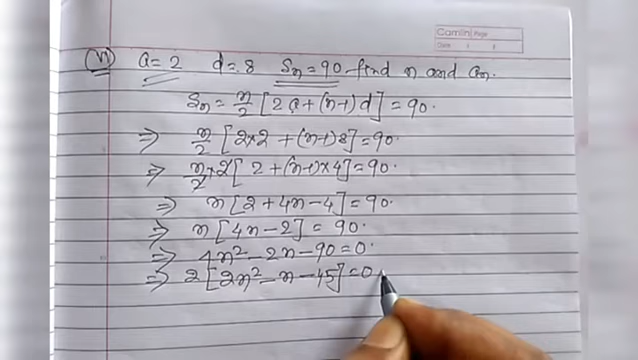 Camlin Page
Date
(vi) a = 2 d = 8 Sn = 90 find n and an.
Sn = n/2 [2a + (n-1) d] = 90.
⇒ n/2 [2×2 + (n-1) 8] = 90.
⇒ n/2 × 2 [2 + (n-1) × 4] = 90.
⇒ n [2 + 4n - 4] = 90.
⇒ n [4n - 2] = 90.
⇒ 4n² - 2n - 90 = 0.
⇒ 2 [2n² - n - 45] = 0